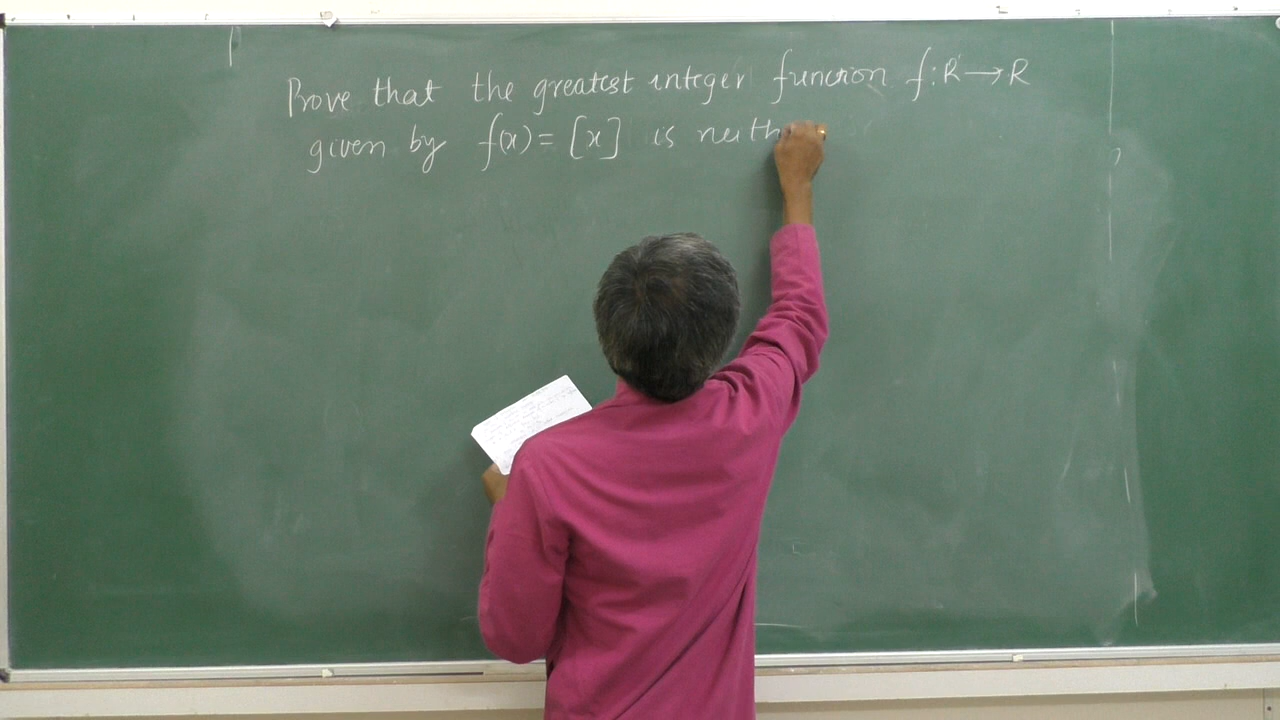 Prove that the greatest integer function f: R → R
given by f(x) = [x] is neith